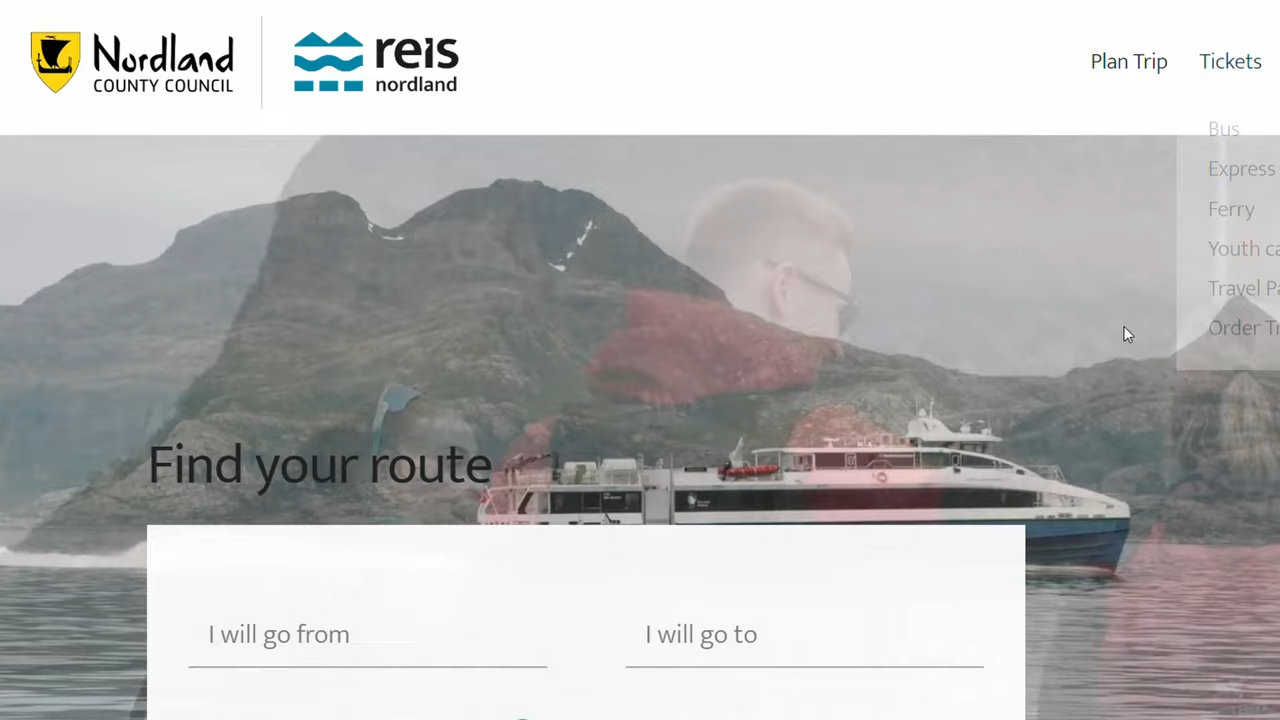 Nordland
COUNTY COUNCIL
reis
nordland
Plan Trip
Tickets
Bus
Express
Ferry
Youth ca
Travel Pa
Order Tr
Find your route
I will go from
I will go to